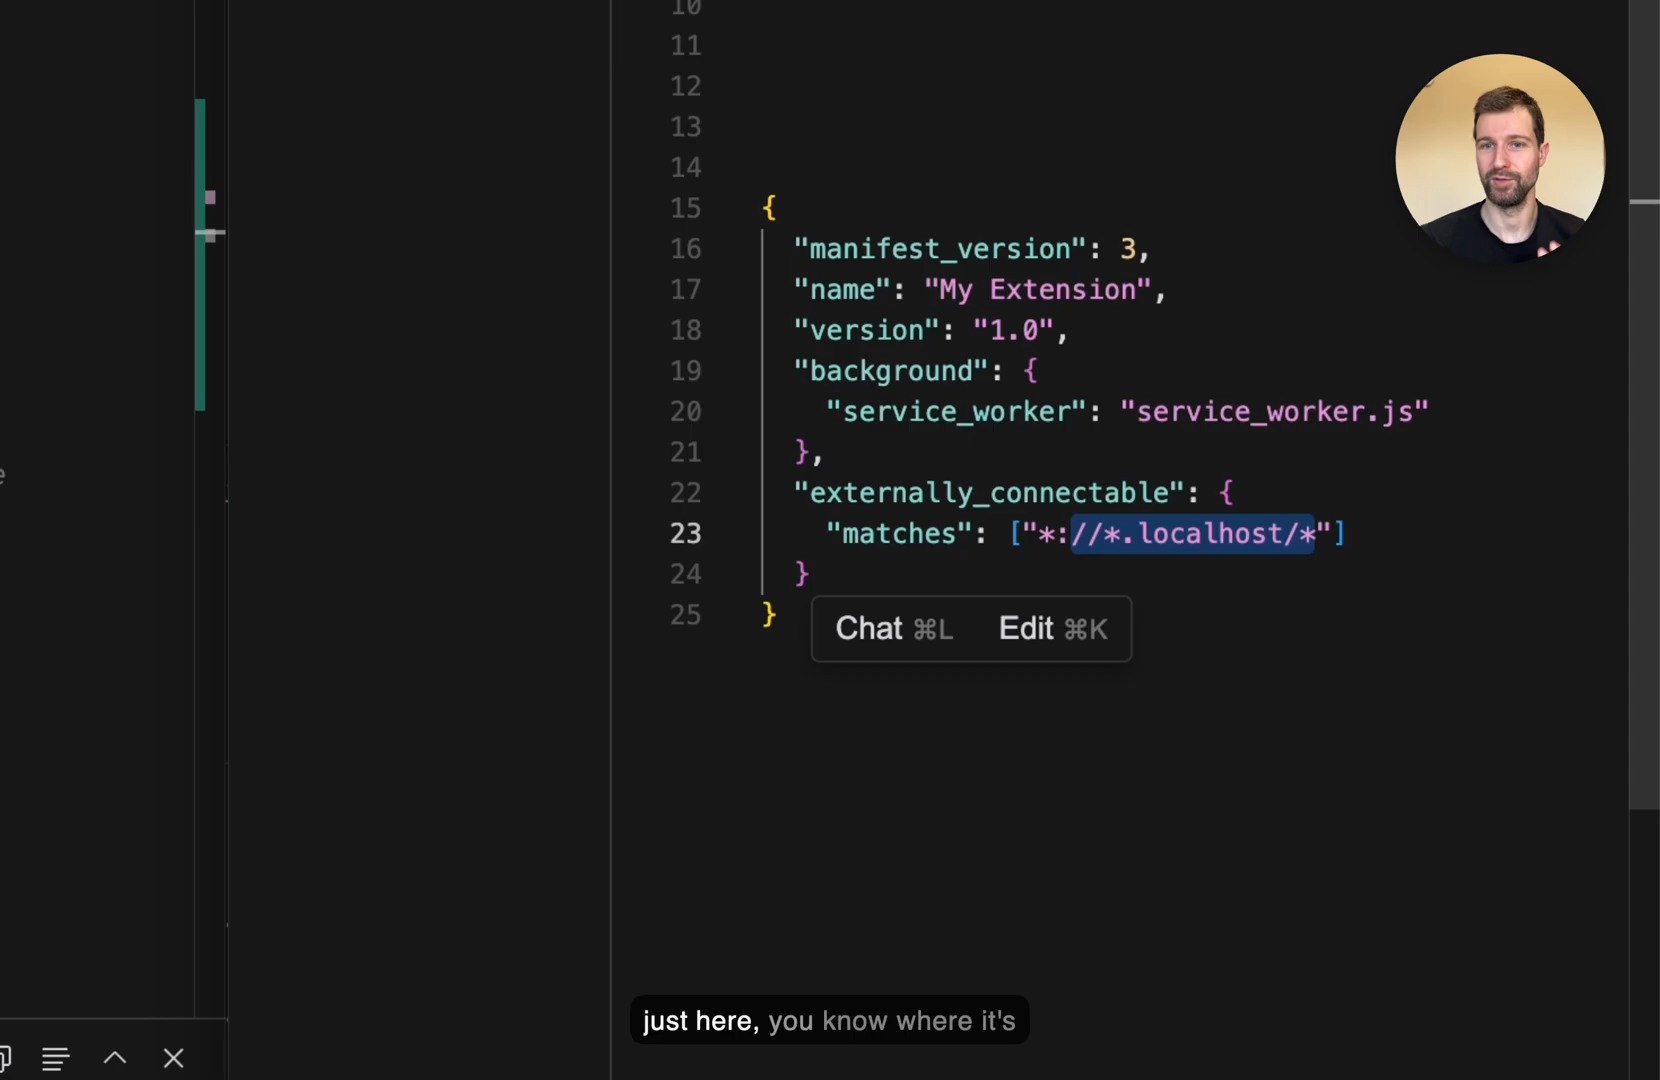 10
11
12
13
14
15 {
16 "manifest_version": 3,
17 "name": "My Extension",
18 "version": "1.0",
19 "background": {
20 "service_worker": "service_worker.js"
21 },
22 "externally_connectable": {
23 "matches": ["*://*.localhost/*"]
24 }
25 }
Chat ⌘L Edit ⌘K
e
just here, you know where it's